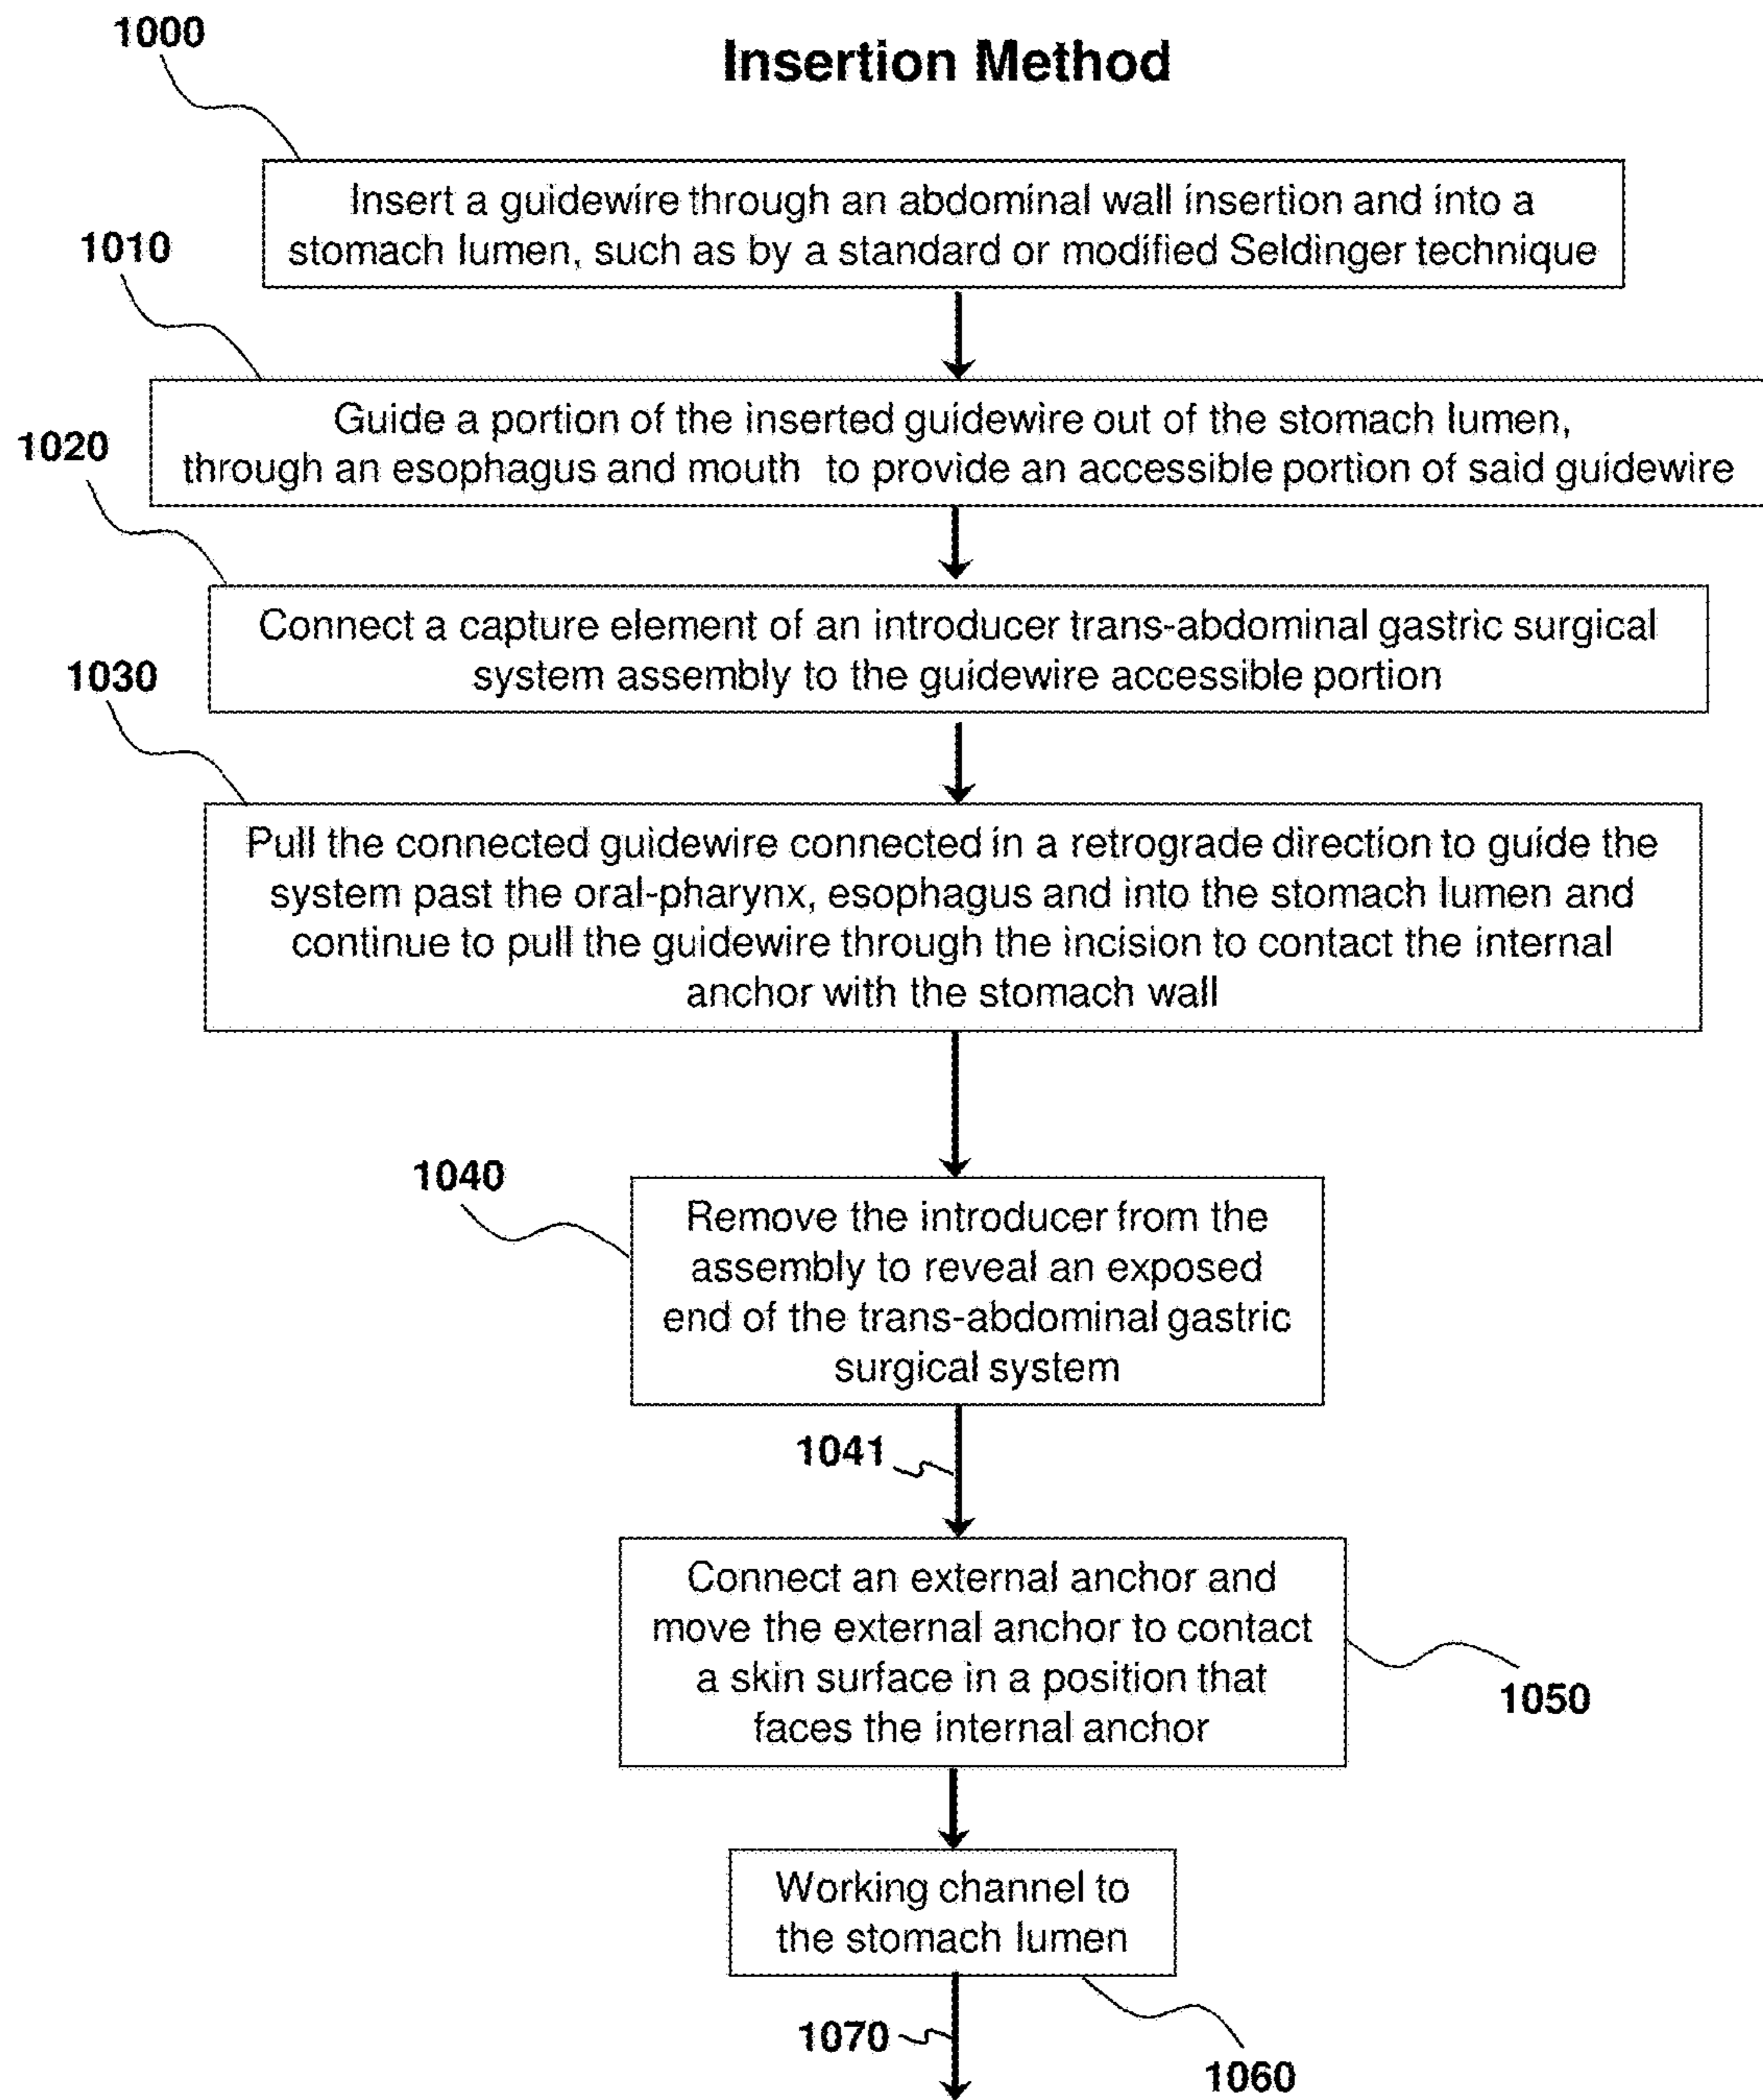 1000
Insertion Method
Insert a guidewire through an abdominal wall insertion and into a
stomach lumen, such as by a standard or modified Seldinger technique
1010
Guide a portion of the inserted guidewire out of the stomach lumen,
through an esophagus and mouth to provide an accessible portion of said guidewire
1020
Connect a capture element of an introducer trans-abdominal gastric surgical
system assembly to the guidewire accessible portion
1030
Pull the connected guidewire connected in a retrograde direction to guide the
system past the oral-pharynx, esophagus and into the stomach lumen and
continue to pull the guidewire through the incision to contact the internal
anchor with the stomach wall
1040
Remove the introducer from the
assembly to reveal an exposed
end of the trans-abdominal gastric
surgical system
1041
Connect an external anchor and
move the external anchor to contact
a skin surface in a position that
faces the internal anchor
1050
Working channel to
the stomach lumen
1070
1060